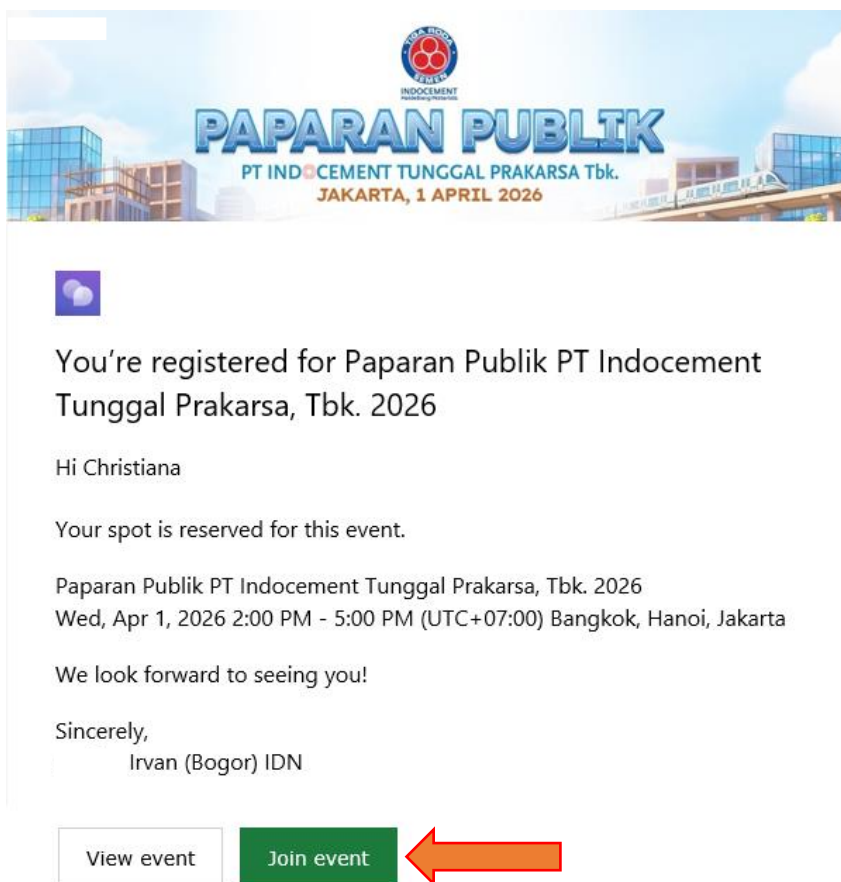 TIGA RODA
SEMEN
INDOCEMENT
Heidelberg Materials
PAPARAN PUBLIK
PT INDOCEMENT TUNGGAL PRAKARSA Tbk.
JAKARTA, 1 APRIL 2026
You're registered for Paparan Publik PT Indocement
Tunggal Prakarsa, Tbk. 2026
Hi Christiana
Your spot is reserved for this event.
Paparan Publik PT Indocement Tunggal Prakarsa, Tbk. 2026
Wed, Apr 1, 2026 2:00 PM - 5:00 PM (UTC+07:00) Bangkok, Hanoi, Jakarta
We look forward to seeing you!
Sincerely,
Irvan (Bogor) IDN
View event
Join event